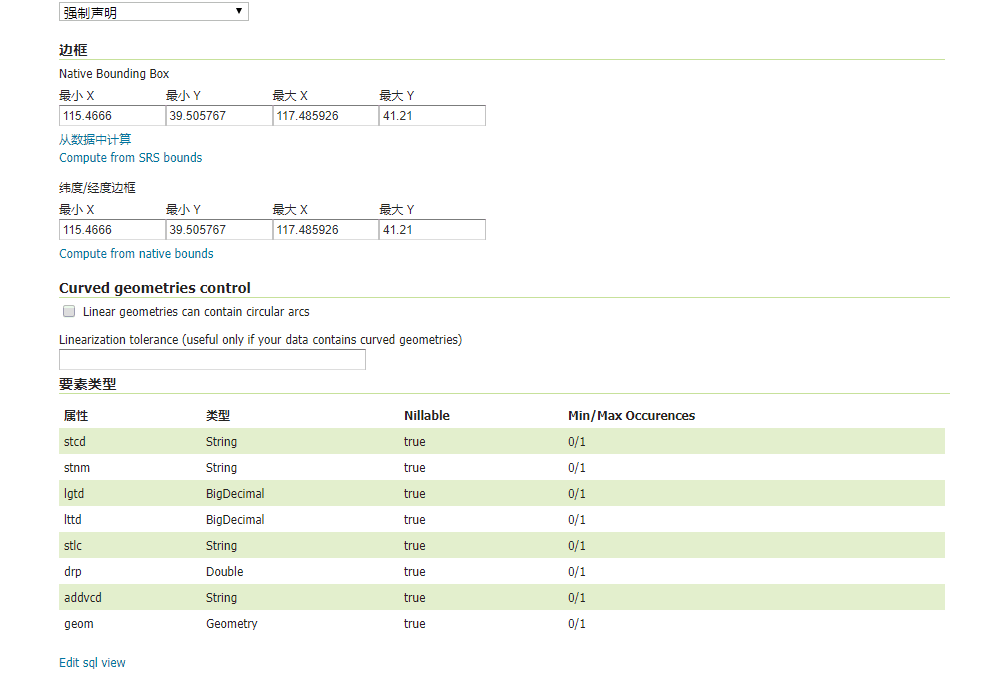 强制声明
边框
Native Bounding Box
最小 X 最小 Y 最大 X 最大 Y
115.4666 39.505767 117.485926 41.21
从数据中计算
Compute from SRS bounds
纬度/经度边框
最小 X 最小 Y 最大 X 最大 Y
115.4666 39.505767 117.485926 41.21
Compute from native bounds
Curved geometries control
Linear geometries can contain circular arcs
Linearization tolerance (useful only if your data contains curved geometries)
要素类型
属性 类型 Nillable Min/Max Occurences
stcd String true 0/1
stnm String true 0/1
lgtd BigDecimal true 0/1
lttd BigDecimal true 0/1
stlc String true 0/1
drp Double true 0/1
addvcd String true 0/1
geom Geometry true 0/1
Edit sql view